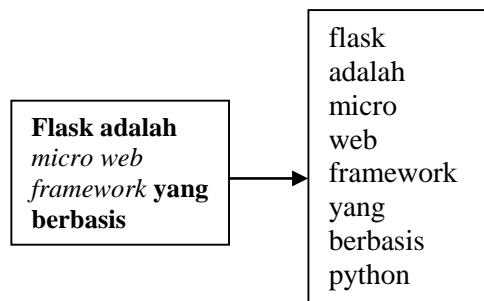 Flask adalah
micro web
framework yang
berbasis
flask
adalah
micro
web
framework
yang
berbasis
python